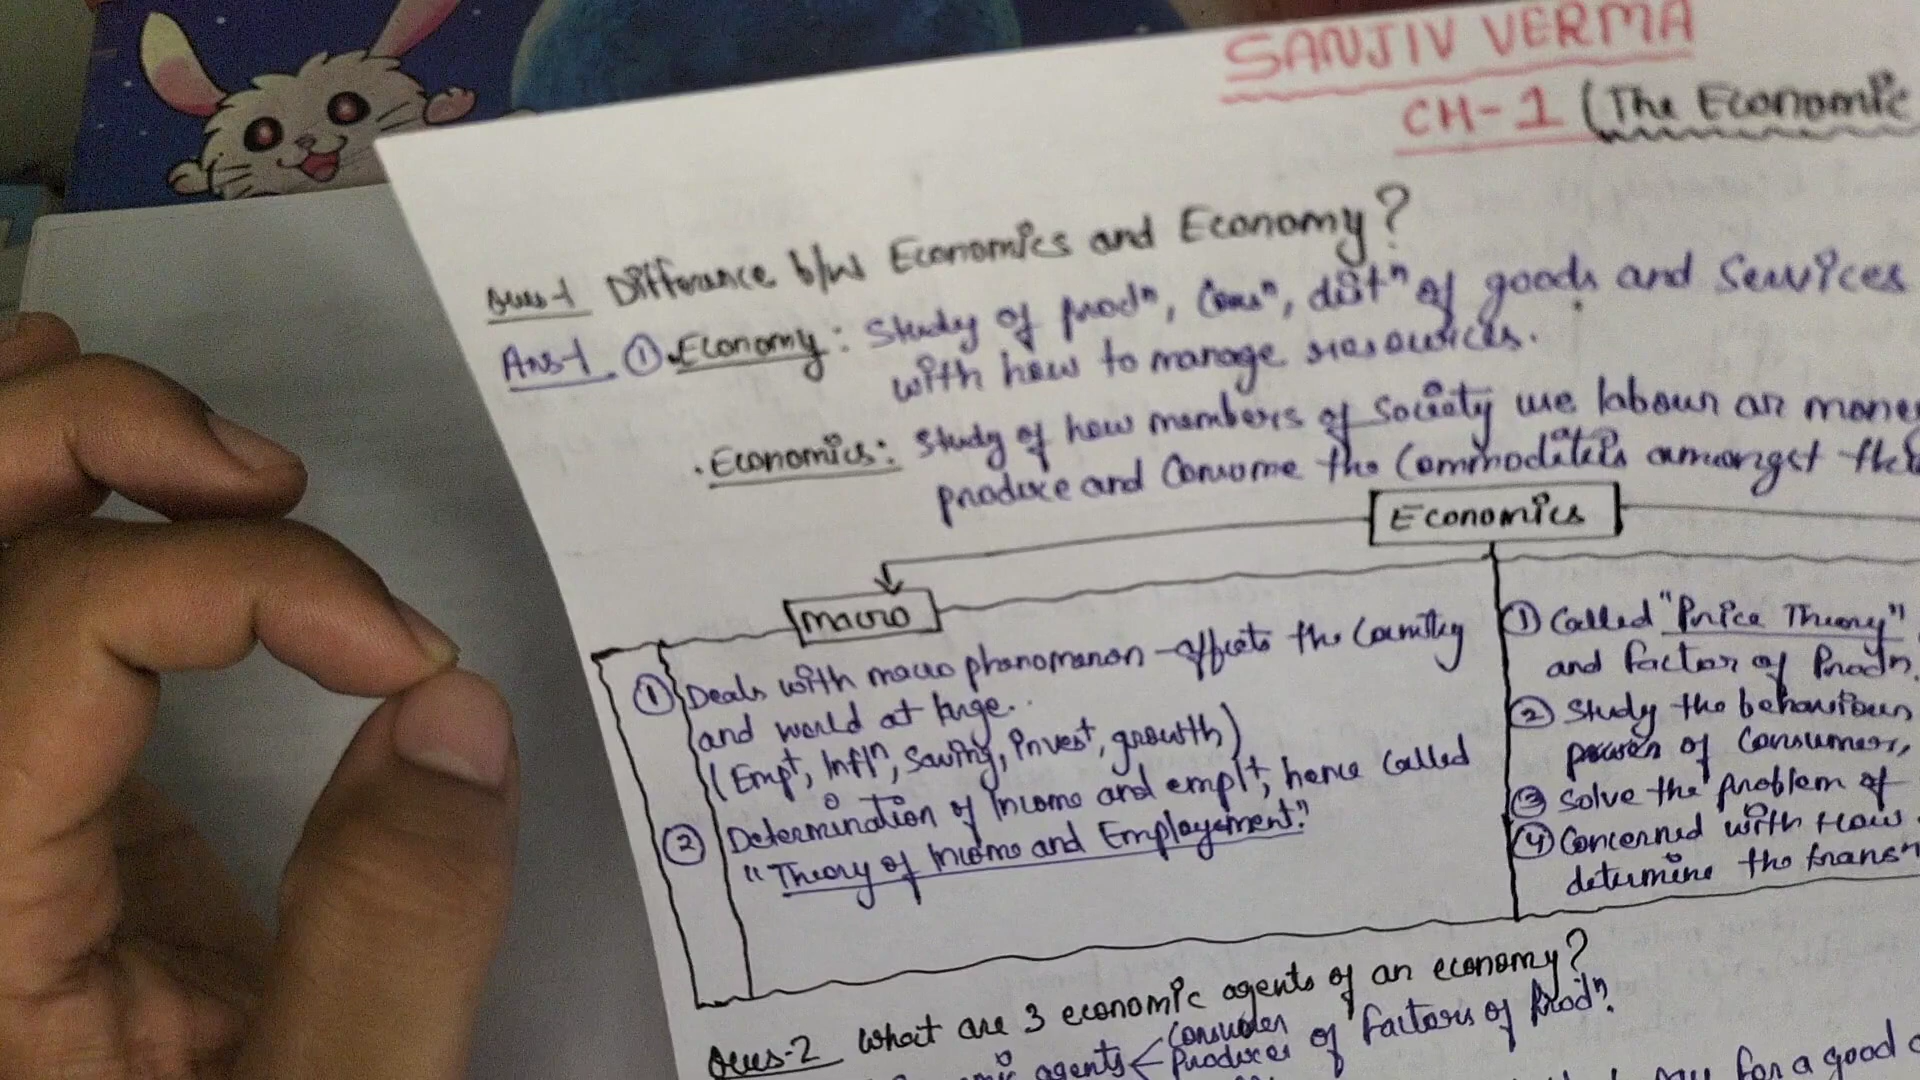 SANJIV VERMA
CH-1 (The Economic
Ques-1 Difference b/w Economics and Economy?
Ans-1 ① Economy: Study of prodⁿ, Consⁿ, distⁿ of goods and Services
with how to manage resources.
Economics: Study of how members of society use labour or money
produce and Consume the Commodities amongst
Economics
Macro
① Deals with macro phenomenon - affects the Country
and world at large.
(Empt, Inflⁿ, Saving, Invest, growth)
② Determination of Income and emplt, hence Called
"Theory of Income and Employement."
① Called "Price Theory"
and factor of Prodn.
② Study the behaviour
power of Consumer,
③ Solve the problem of
④ Concerned with How
determine the transⁿ
Ques-2 What are 3 economic agents of an economy?
agents < Consumer
Producer of factors of Prodⁿ.
for a good